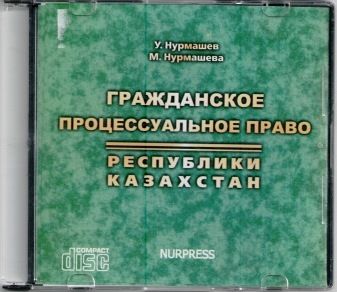 У. Нурмашев
М. Нурмашева
ГРАЖДАНСКОЕ
ПРОЦЕССУАЛЬНОЕ ПРАВО
РЕСПУБЛИКИ
КАЗАХСТАН
COMPACT
disc
NURPRESS